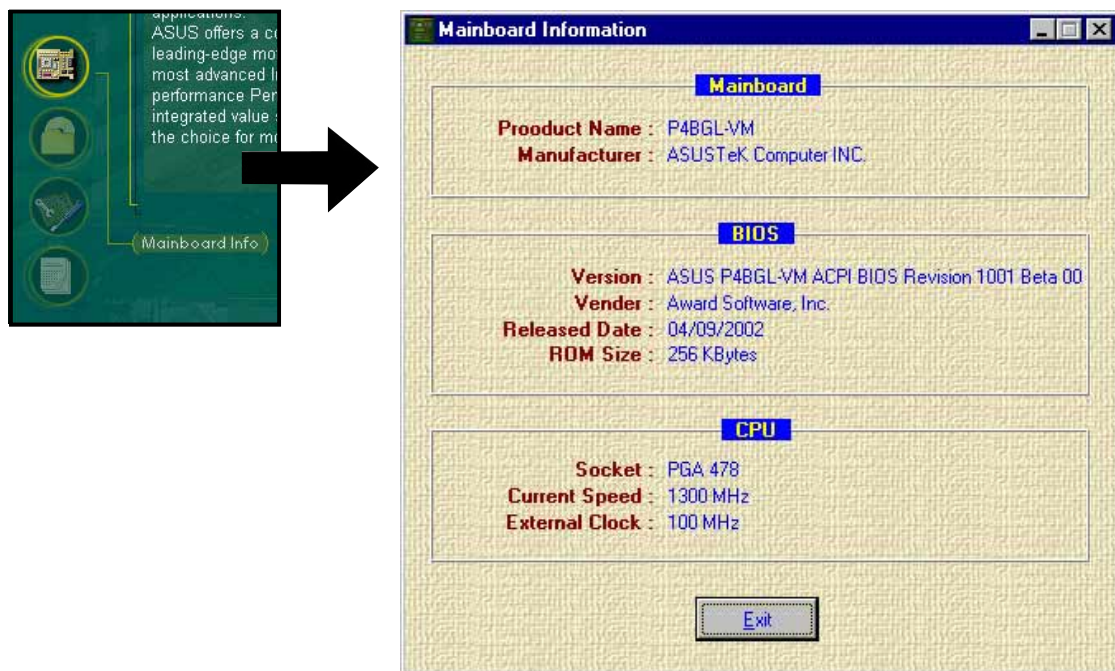 applications.
ASUS offers a co
leading-edge mo
most advanced I
performance Per
integrated value s
the choice for mo
Mainboard Info
Mainboard Information
Mainboard
Prooduct Name : P4BGL-VM
Manufacturer : ASUSTeK Computer INC.
BIOS
Version : ASUS P4BGL-VM ACPI BIOS Revision 1001 Beta 00
Vender : Award Software, Inc.
Released Date : 04/09/2002
ROM Size : 256 KBytes
CPU
Socket : PGA 478
Current Speed : 1300 MHz
External Clock : 100 MHz
Exit